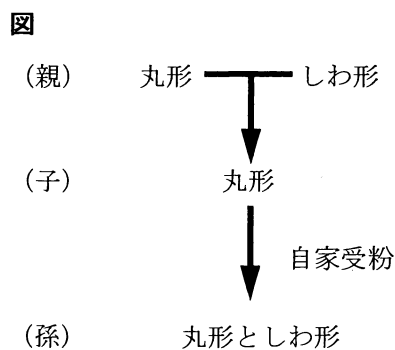 図
(親) 丸形 しわ形
(子) 丸形
自家受粉
(孫) 丸形としわ形